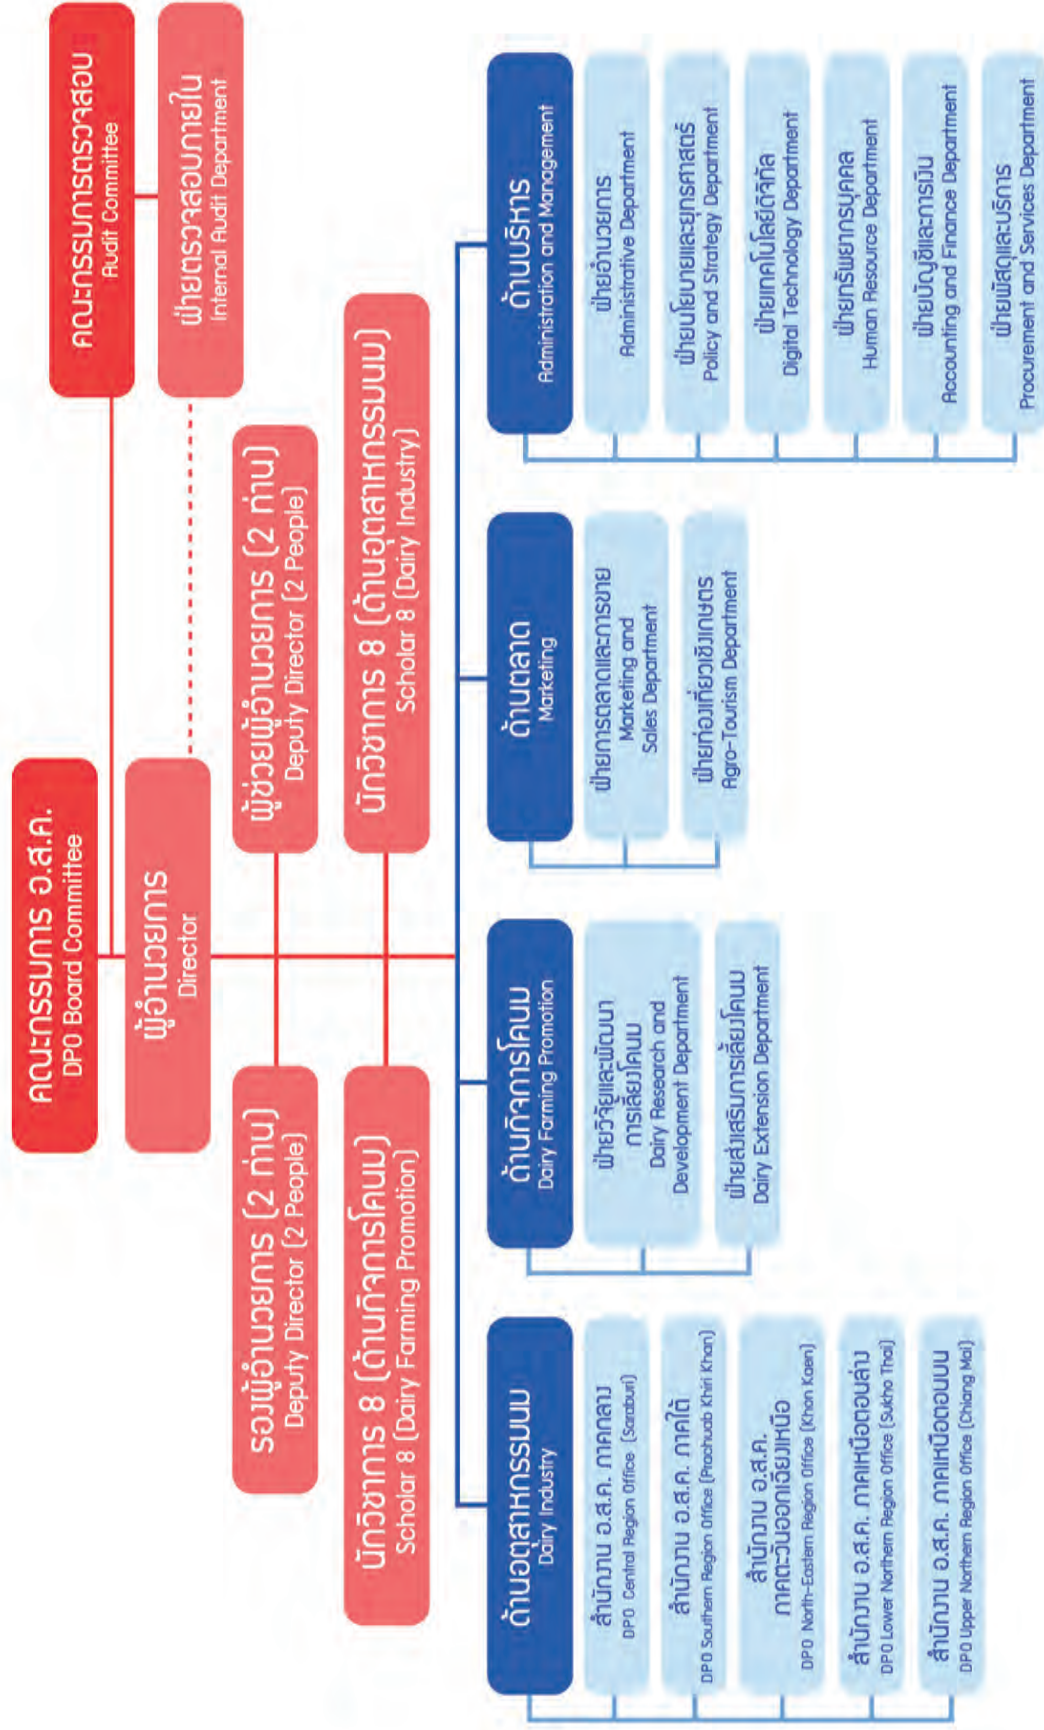 คณะกรรมการ อ.ส.ค.
DPO Board Committee
คณะกรรมการตรวจสอบ
Audit Committee
ผู้อำนวยการ
Director
ฝ่ายตรวจสอบภายใน
Internal Audit Department
รองผู้อำนวยการ (2 ท่าน)
Deputy Director (2 People)
ผู้ช่วยผู้อำนวยการ (2 ท่าน)
Deputy Director (2 People)
นักวิชาการ 8 (ด้านกิจการโคนม)
Scholar 8 (Dairy Farming Promotion)
นักวิชาการ 8 (ด้านอุตสาหกรรมนม)
Scholar 8 (Dairy Industry)
ด้านอุตสาหกรรมนม
Dairy Industry
สำนักงาน อ.ส.ค. ภาคกลาง
DPO Central Region Office (Saraburi)
สำนักงาน อ.ส.ค. ภาคใต้
DPO Southern Region Office (Prachuab Khiri Khan)
สำนักงาน อ.ส.ค.
ภาคตะวันออกเฉียงเหนือ
DPO North-Eastern Region Office (Khon Kaen)
สำนักงาน อ.ส.ค. ภาคเหนือตอนล่าง
DPO Lower Northern Region Office (Sukho Thai)
สำนักงาน อ.ส.ค. ภาคเหนือตอนบน
DPO Upper Northern Region Office (Chiang Mai)
ด้านกิจการโคนม
Dairy Farming Promotion
ฝ่ายวิจัยและพัฒนา
การเลี้ยงโคนม
Dairy Research and
Development Department
ฝ่ายส่งเสริมการเลี้ยงโคนม
Dairy Extension Department
ด้านตลาด
Marketing
ฝ่ายการตลาดและการขาย
Marketing and
Sales Department
ฝ่ายท่องเที่ยวเชิงเกษตร
Agro-Tourism Department
ด้านบริหาร
Administration and Management
ฝ่ายอำนวยการ
Administrative Department
ฝ่ายนโยบายและยุทธศาสตร์
Policy and Strategy Department
ฝ่ายเทคโนโลยีดิจิทัล
Digital Technology Department
ฝ่ายทรัพยากรบุคคล
Human Resource Department
ฝ่ายบัญชีและการเงิน
Accounting and Finance Department
ฝ่ายพัสดุและบริการ
Procurement and Services Department